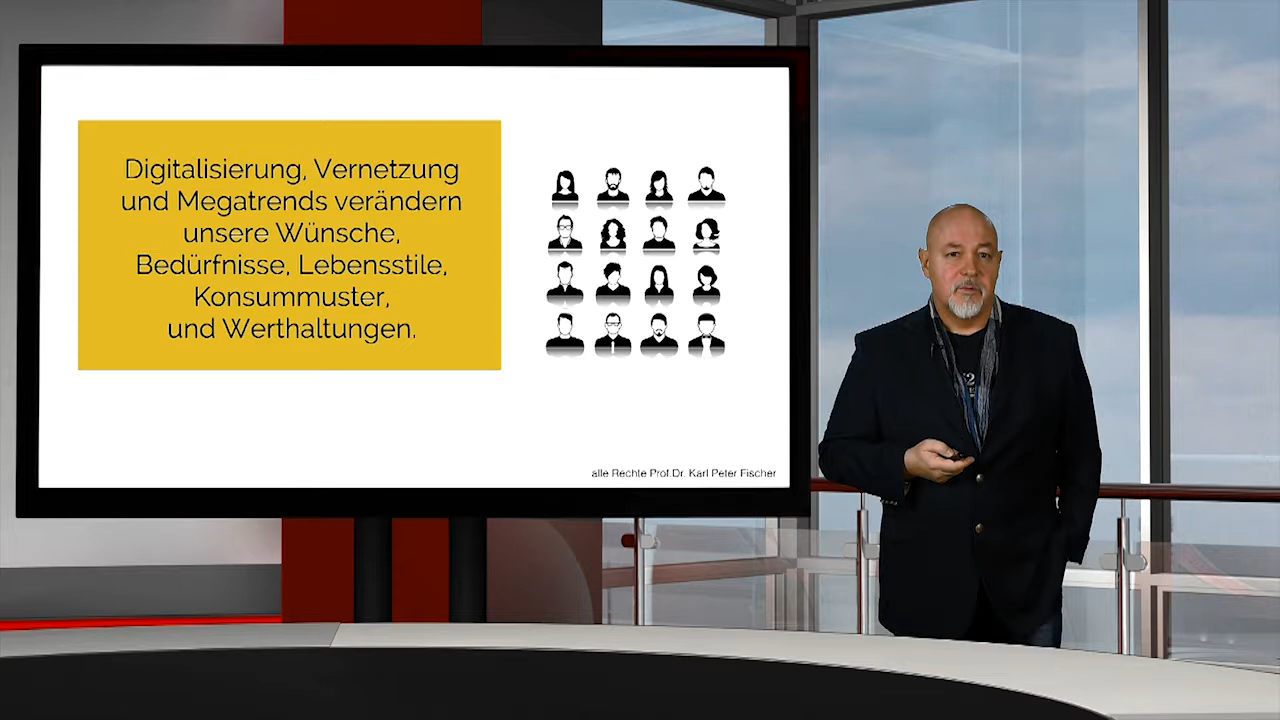 Digitalisierung, Vernetzung
und Megatrends verändern
unsere Wünsche,
Bedürfnisse, Lebensstile,
Konsummuster,
und Werthaltungen.
alle Rechte Prof.Dr. Karl Peter Fischer